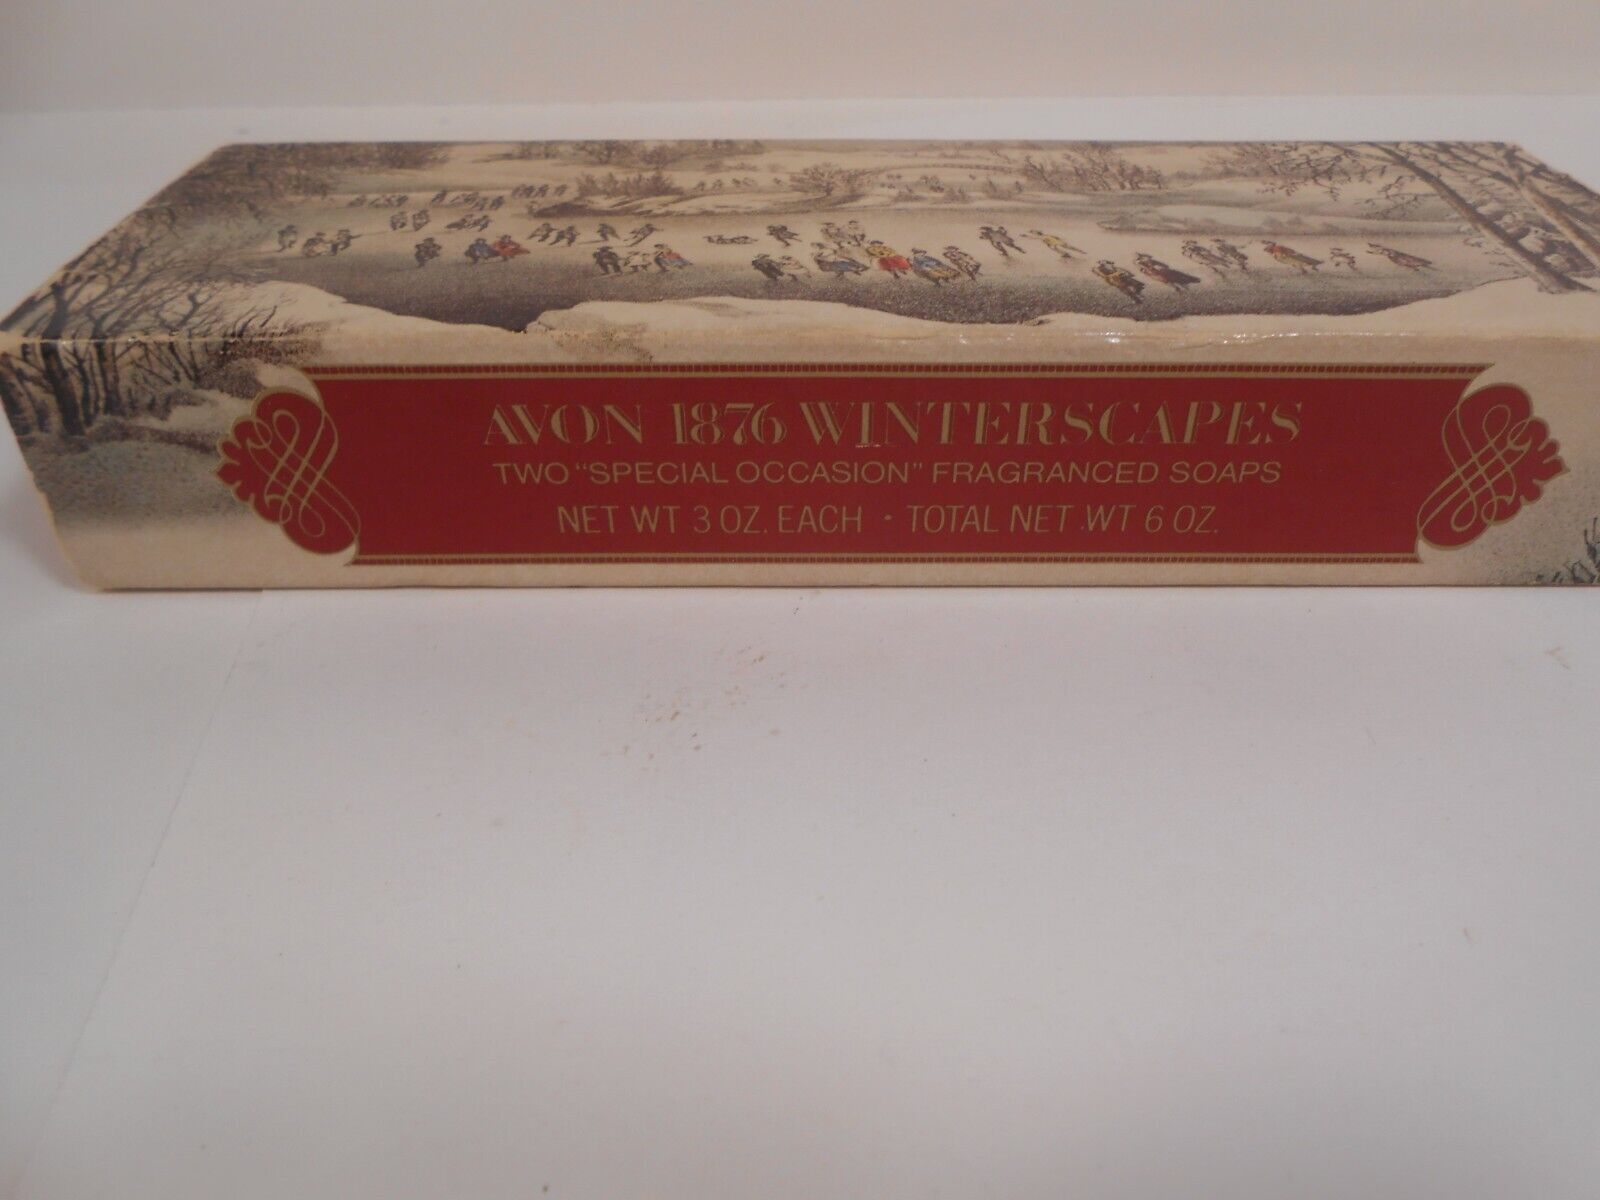 AVON 1876 WINTERSCAPES
TWO "SPECIAL OCCASION" FRAGRANCED SOAPS
NET WT 3 OZ. EACH · TOTAL NET .WT 6 OZ.